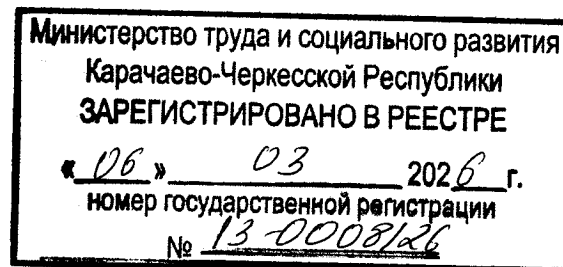 Министерство труда и социального развития
Карачаево-Черкесской Республики
ЗАРЕГИСТРИРОВАНО В РЕЕСТРЕ
«06» 03 2026 г.
номер государственной регистрации
№ 13-0008/26